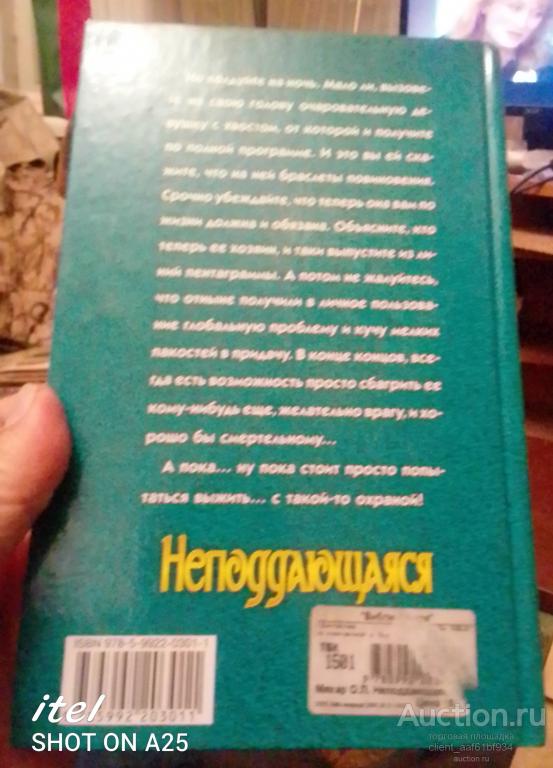 Не колдуйте на ночь. Мало ли, вызове-
те на свою голову очаровательную де-
вушку с хвостом, от которой и получите
по полной программе. И это вы ей ска-
жите, что на ней браслеты повиновения.
Срочно убеждайте, что теперь она вам по
жизни должна и обязана. Объясните, кто
теперь ее хозяин, и таки выпустите из ли-
ний пентаграммы. А потом не жалуйтесь,
что отныне получили в личное пользова-
ние глобальную проблему и кучу мелких
пакостей в придачу. В конце концов, все-
гда есть возможность просто сбагрить ее
кому-нибудь еще, желательно врагу, и хо-
рошо бы смертельному...
А пока... ну пока стоит просто попы-
таться выжить... с такой-то охраной!
Неподдающаяся
ISBN 978-5-9922-0301-1
ТВИ
1501
Мяхар О.Л.
itel
SHOT ON A25
Auction.ru
торговая площадка
client_aaf61bf934
auction.ru